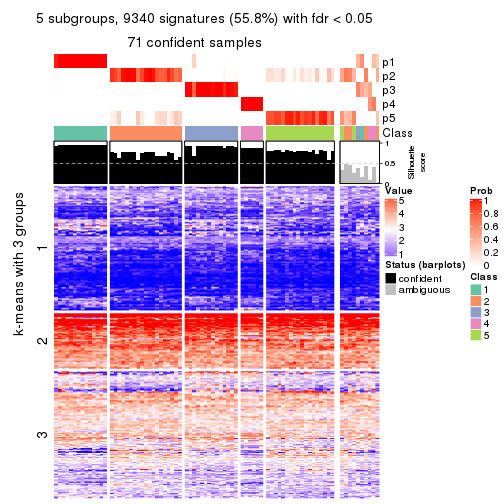 5 subgroups, 9340 signatures (55.8%) with fdr < 0.05
71 confident samples
p1
p2
p3
p4
p5
Class
1
0.5
0
Silhouette
score
k-means with 3 groups
1
2
3
Value
5
4
3
2
1
Status (barplots)
confident
ambiguous
Prob
1
0.8
0.6
0.4
0.2
0
Class
1
2
3
4
5